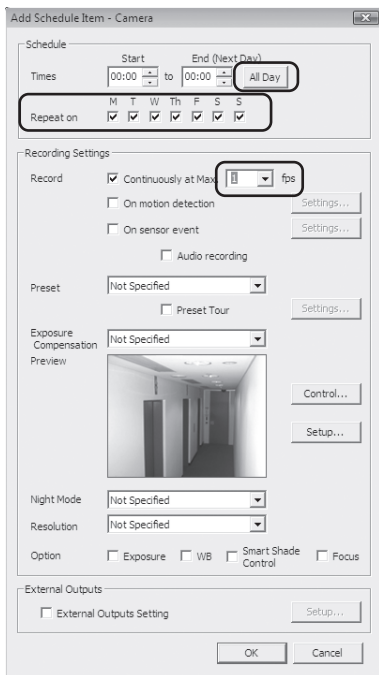 Add Schedule Item - Camera
Schedule
Start End (Next Day)
Times 00:00 to 00:00 All Day
M T W Th F S S
Repeat on
Recording Settings
Record Continuously at Max. 1 fps
On motion detection Settings...
On sensor event Settings...
Audio recording
Preset Not Specified
Preset Tour Settings...
Exposure
Compensation Not Specified
Preview
Control...
Setup...
Night Mode Not Specified
Resolution Not Specified
Option Exposure WB Smart Shade
Control Focus
External Outputs
External Outputs Setting Setup...
OK Cancel